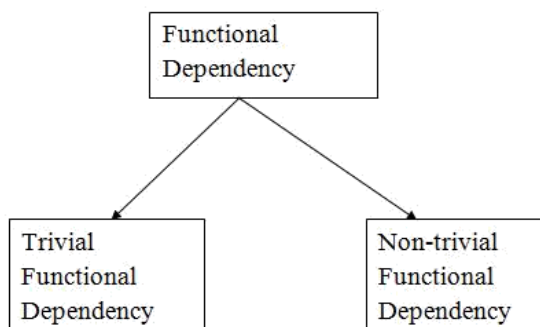 Functional
Dependency
Trivial
Functional
Dependency
Non-trivial
Functional
Dependency